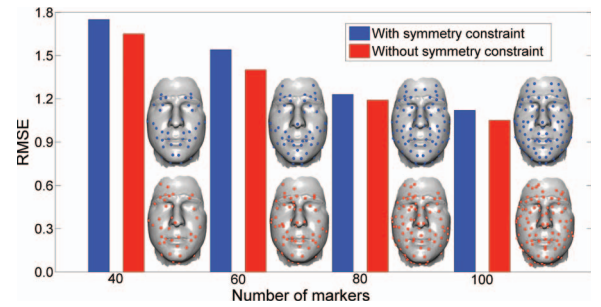 1.8
1.5
1.2
0.9
0.6
0.3
0.0
RMSE
With symmetry constraint
Without symmetry constraint
40
60
80
100
Number of markers